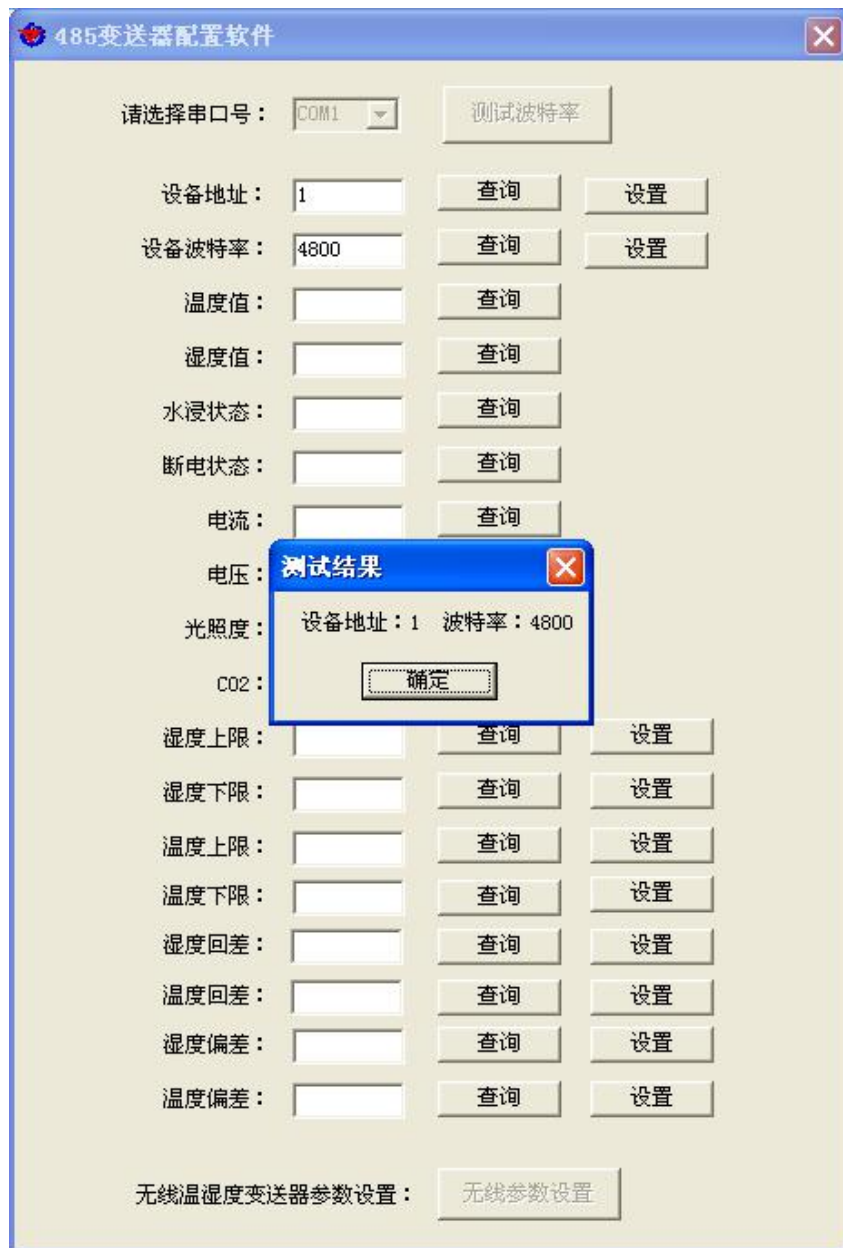 485变送器配置软件
请选择串口号： COM1 测试波特率
设备地址： 1 查询 设置
设备波特率： 4800 查询 设置
温度值： 查询
湿度值： 查询
水浸状态： 查询
断电状态： 查询
电流： 查询
电压：
测试结果
光照度：
设备地址：1 波特率：4800
CO2：
确定
湿度上限： 查询 设置
湿度下限： 查询 设置
温度上限： 查询 设置
温度下限： 查询 设置
湿度回差： 查询 设置
温度回差： 查询 设置
湿度偏差： 查询 设置
温度偏差： 查询 设置
无线温湿度变送器参数设置： 无线参数设置